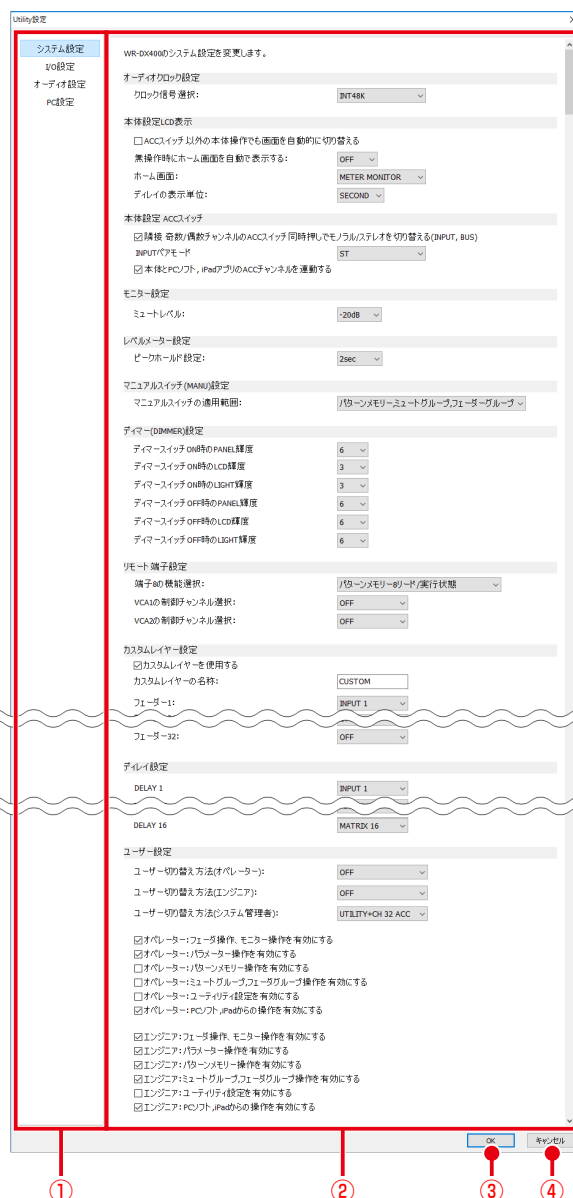 Utility設定
システム設定
I/O設定
オーディオ設定
PC設定
WR-DX400のシステム設定を変更します。
オーディオクロック設定
クロック信号選択: INT48K
本体設定LCD表示
ACCスイッチ以外の本体操作でも画面を自動的に切り替える
無操作時にホーム画面を自動で表示する: OFF
ホーム画面: METER MONITOR
ディレイの表示単位: SECOND
本体設定 ACCスイッチ
隣接 奇数/偶数チャンネルのACCスイッチ同時押しでモノラル/ステレオを切り替える(INPUT, BUS)
INPUTペアモード ST
本体とPCソフト, iPadアプリのACCチャンネルを連動する
モニター設定
ミュートレベル: -20dB
レベルメーター設定
ピークホールド設定: 2sec
マニュアルスイッチ(MANU)設定
マニュアルスイッチの適用範囲: パターンメモリー,ミュートグループ,フェーダーグループ
ディマー(DIMMER)設定
ディマースイッチON時のPANEL輝度 6
ディマースイッチON時のLCD輝度 3
ディマースイッチON時のLIGHT輝度 3
ディマースイッチOFF時のPANEL輝度 6
ディマースイッチOFF時のLCD輝度 6
ディマースイッチOFF時のLIGHT輝度 6
リモート端子設定
端子8の機能選択: パターンメモリー8リード/実行状態
VCA1の制御チャンネル選択: OFF
VCA2の制御チャンネル選択: OFF
カスタムレイヤー設定
カスタムレイヤーを使用する
カスタムレイヤーの名称: CUSTOM
フェーダー1: INPUT 1
フェーダー32: OFF
ディレイ設定
DELAY 1 INPUT 1
DELAY 16 MATRIX 16
ユーザー設定
ユーザー切り替え方法(オペレーター): OFF
ユーザー切り替え方法(エンジニア): OFF
ユーザー切り替え方法(システム管理者): UTILITY+CH 32 ACC
オペレーター:フェーダ操作、モニター操作を有効にする
オペレーター:パラメーター操作を有効にする
オペレーター:パターンメモリー操作を有効にする
オペレーター:ミュートグループ,フェーダグループ操作を有効にする
オペレーター:ユーティリティ設定を有効にする
オペレーター:PCソフト,iPadからの操作を有効にする
エンジニア:フェーダ操作、モニター操作を有効にする
エンジニア:パラメーター操作を有効にする
エンジニア:パターンメモリー操作を有効にする
エンジニア:ミュートグループ,フェーダグループ操作を有効にする
エンジニア:ユーティリティ設定を有効にする
エンジニア:PCソフト,iPadからの操作を有効にする
OK キャンセル
① ② ③ ④